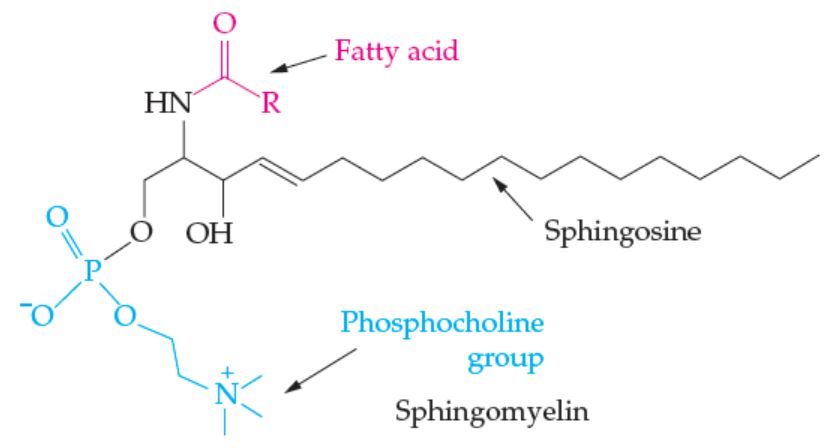 O
Fatty acid
HN
R
O
OH
O
Sphingosine
P
⁻O
O
Phosphocholine
group
+
N
Sphingomyelin